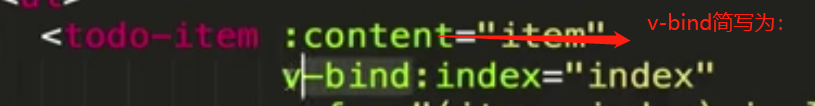 <todo-item :content="item"
v-bind简写为:
v-bind:index="index"